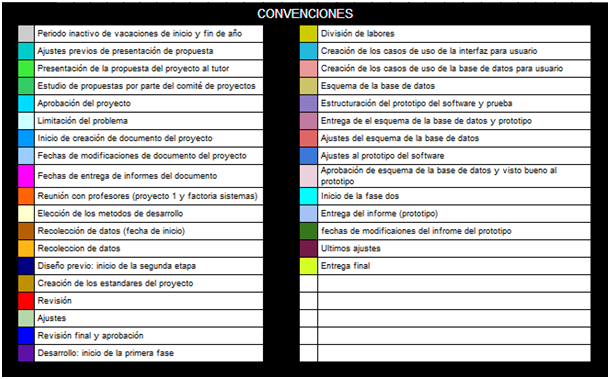 CONVENCIONES
Periodo inactivo de vacaciones de inicio y fin de año
Ajustes previos de presentación de propuesta
Presentación de la propuesta del proyecto al tutor
Estudio de propuestas por parte del comité de proyectos
Aprobación del proyecto
Limitación del problema
Inicio de creación de documento del proyecto
Fechas de modificaciones de documento del proyecto
Fechas de entrega de informes del documento
Reunión con profesores (proyecto 1 y factoria sistemas)
Elección de los metodos de desarrollo
Recolección de datos (fecha de inicio)
Recoleccion de datos
Diseño previo: inicio de la segunda etapa
Creación de los estandares del proyecto
Revisión
Ajustes
Revisión final y aprobación
Desarrollo: inicio de la primera fase
División de labores
Creación de los casos de uso de la interfaz para usuario
Creación de los casos de uso de la base de datos para usuario
Esquema de la base de datos
Estructuración del prototipo del software y prueba
Entrega de el esquema de la base de datos y prototipo
Ajustes del esquema de la base de datos
Ajustes al prototipo del software
Aprobación de esquema de la base de datos y visto bueno al
prototipo
Inicio de la fase dos
Entrega del informe (prototipo)
fechas de modificaiones del infrome del prototipo
Ultimos ajustes
Entrega final